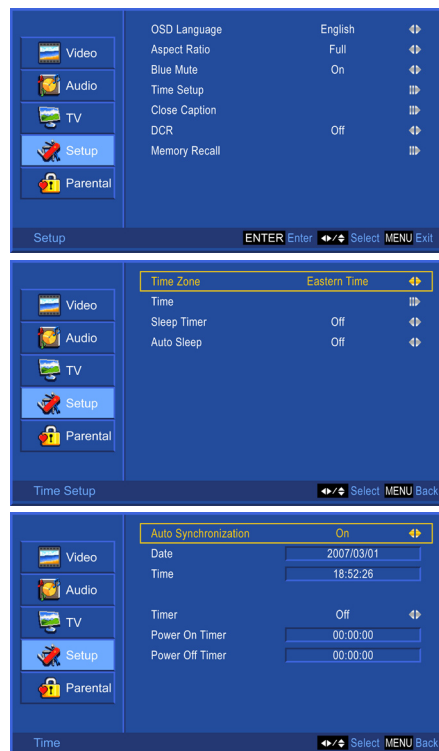 OSD Language English
Video
Aspect Ratio Full
Blue Mute On
Audio
Time Setup
Close Caption
TV
DCR Off
Setup
Memory Recall
Parental
Setup ENTER Enter Select MENU Exit
Time Zone Eastern Time
Video
Time
Sleep Timer Off
Audio
Auto Sleep Off
TV
Setup
Parental
Time Setup Select MENU Back
Auto Synchronization On
Video
Date 2007/03/01
Time 18:52:26
Audio
TV
Timer Off
Power On Timer 00:00:00
Setup
Power Off Timer 00:00:00
Parental
Time Select MENU Back